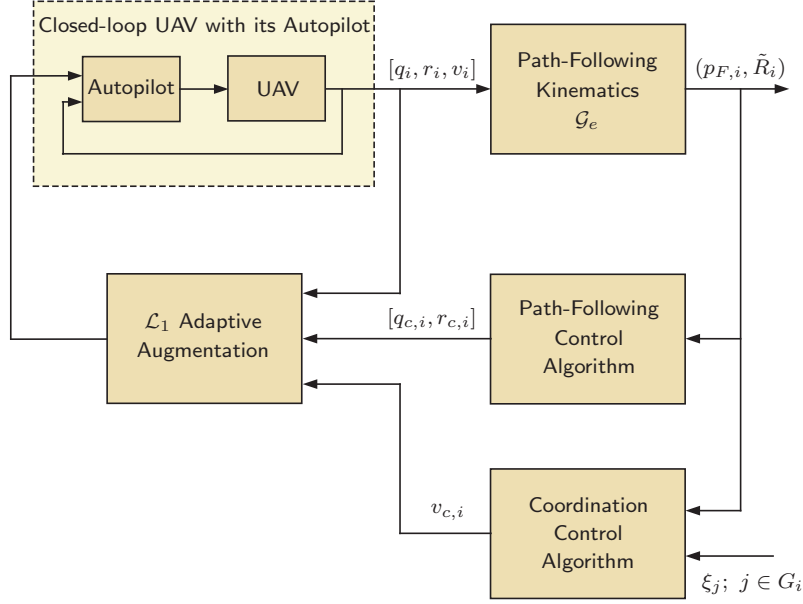 Closed-loop UAV with its Autopilot
Autopilot
UAV
[q_i, r_i, v_i]
Path-Following
Kinematics
𝒢_e
(p_{F,i}, R̃_i)
ℒ_1 Adaptive
Augmentation
[q_{c,i}, r_{c,i}]
Path-Following
Control
Algorithm
v_{c,i}
Coordination
Control
Algorithm
ξ_j; j ∈ G_i